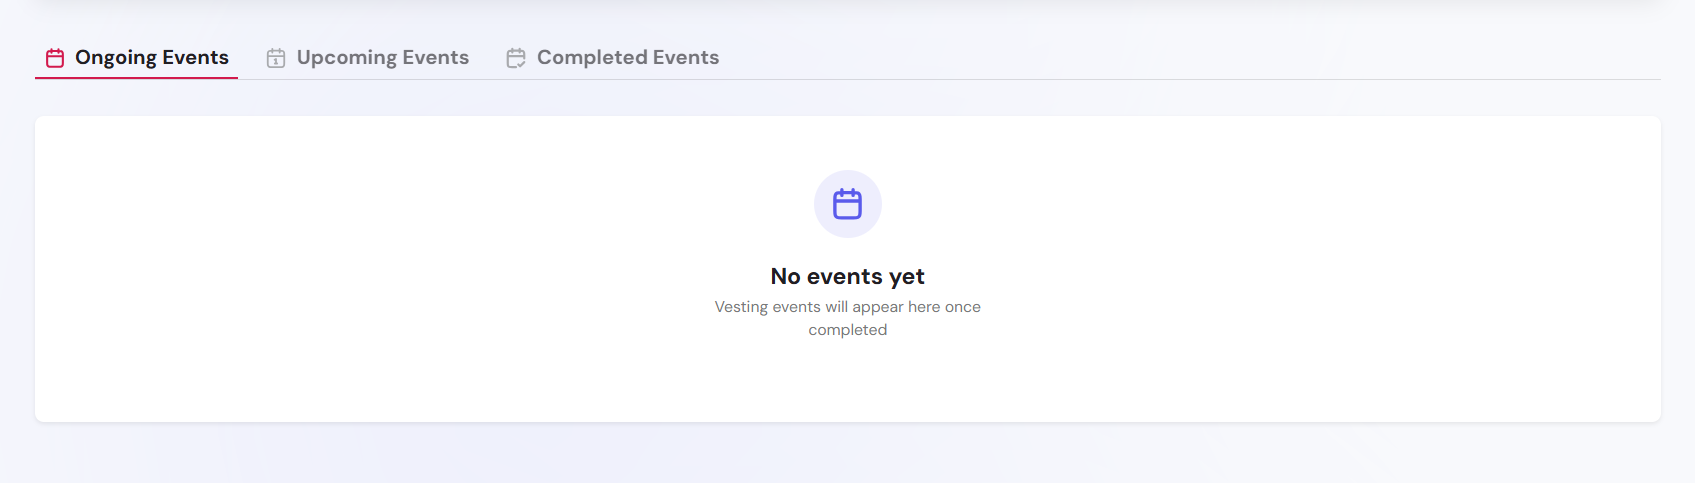 Ongoing Events
Upcoming Events
Completed Events
No events yet
Vesting events will appear here once
completed